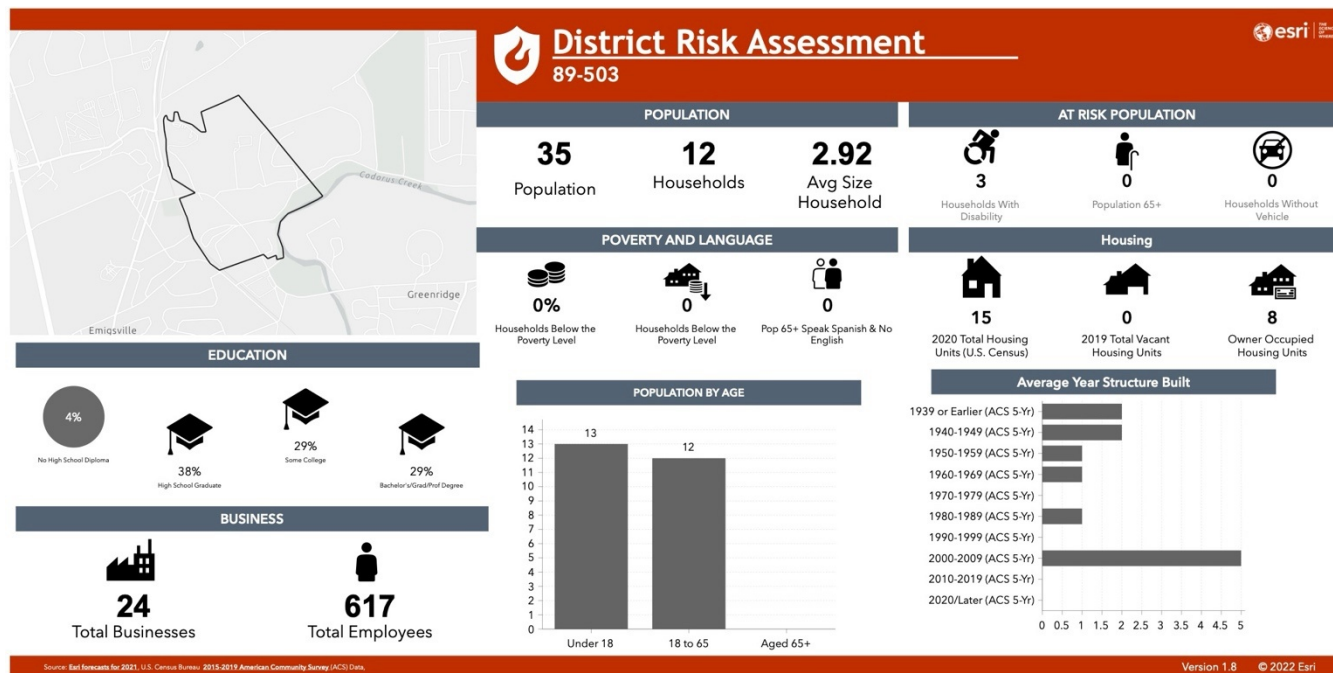 District Risk Assessment
89-503
esri
THE
SCIENCE
OF
WHERE
Cadarus Creek
Greenridge
Emigsville
POPULATION
35
Population
12
Households
2.92
Avg Size
Household
AT RISK POPULATION
3
Households With
Disability
0
Population 65+
0
Households Without
Vehicle
POVERTY AND LANGUAGE
0%
Households Below the
Poverty Level
0
Households Below the
Poverty Level
0
Pop 65+ Speak Spanish & No
English
Housing
15
2020 Total Housing
Units (U.S. Census)
0
2019 Total Vacant
Housing Units
8
Owner Occupied
Housing Units
EDUCATION
4%
No High School Diploma
38%
High School Graduate
29%
Some College
29%
Bachelor's/Grad/Prof Degree
BUSINESS
24
Total Businesses
617
Total Employees
POPULATION BY AGE
14
13
12
11
10
9
8
7
6
5
4
3
2
1
0
13
12
Under 18
18 to 65
Aged 65+
Average Year Structure Built
1939 or Earlier (ACS 5-Yr)
1940-1949 (ACS 5-Yr)
1950-1959 (ACS 5-Yr)
1960-1969 (ACS 5-Yr)
1970-1979 (ACS 5-Yr)
1980-1989 (ACS 5-Yr)
1990-1999 (ACS 5-Yr)
2000-2009 (ACS 5-Yr)
2010-2019 (ACS 5-Yr)
2020/Later (ACS 5-Yr)
0 0.5 1 1.5 2 2.5 3 3.5 4 4.5 5
Source: Esri forecasts for 2021, U.S. Census Bureau 2015-2019 American Community Survey (ACS) Data,
Version 1.8 © 2022 Esri